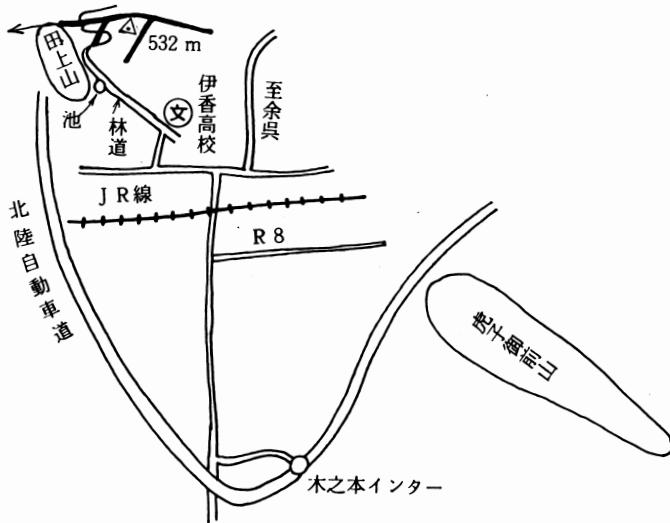 田上山
532 m
池
林道
文
伊香高校
至余呉
JR線
R8
北陸自動車道
虎子御前山
木之本インター